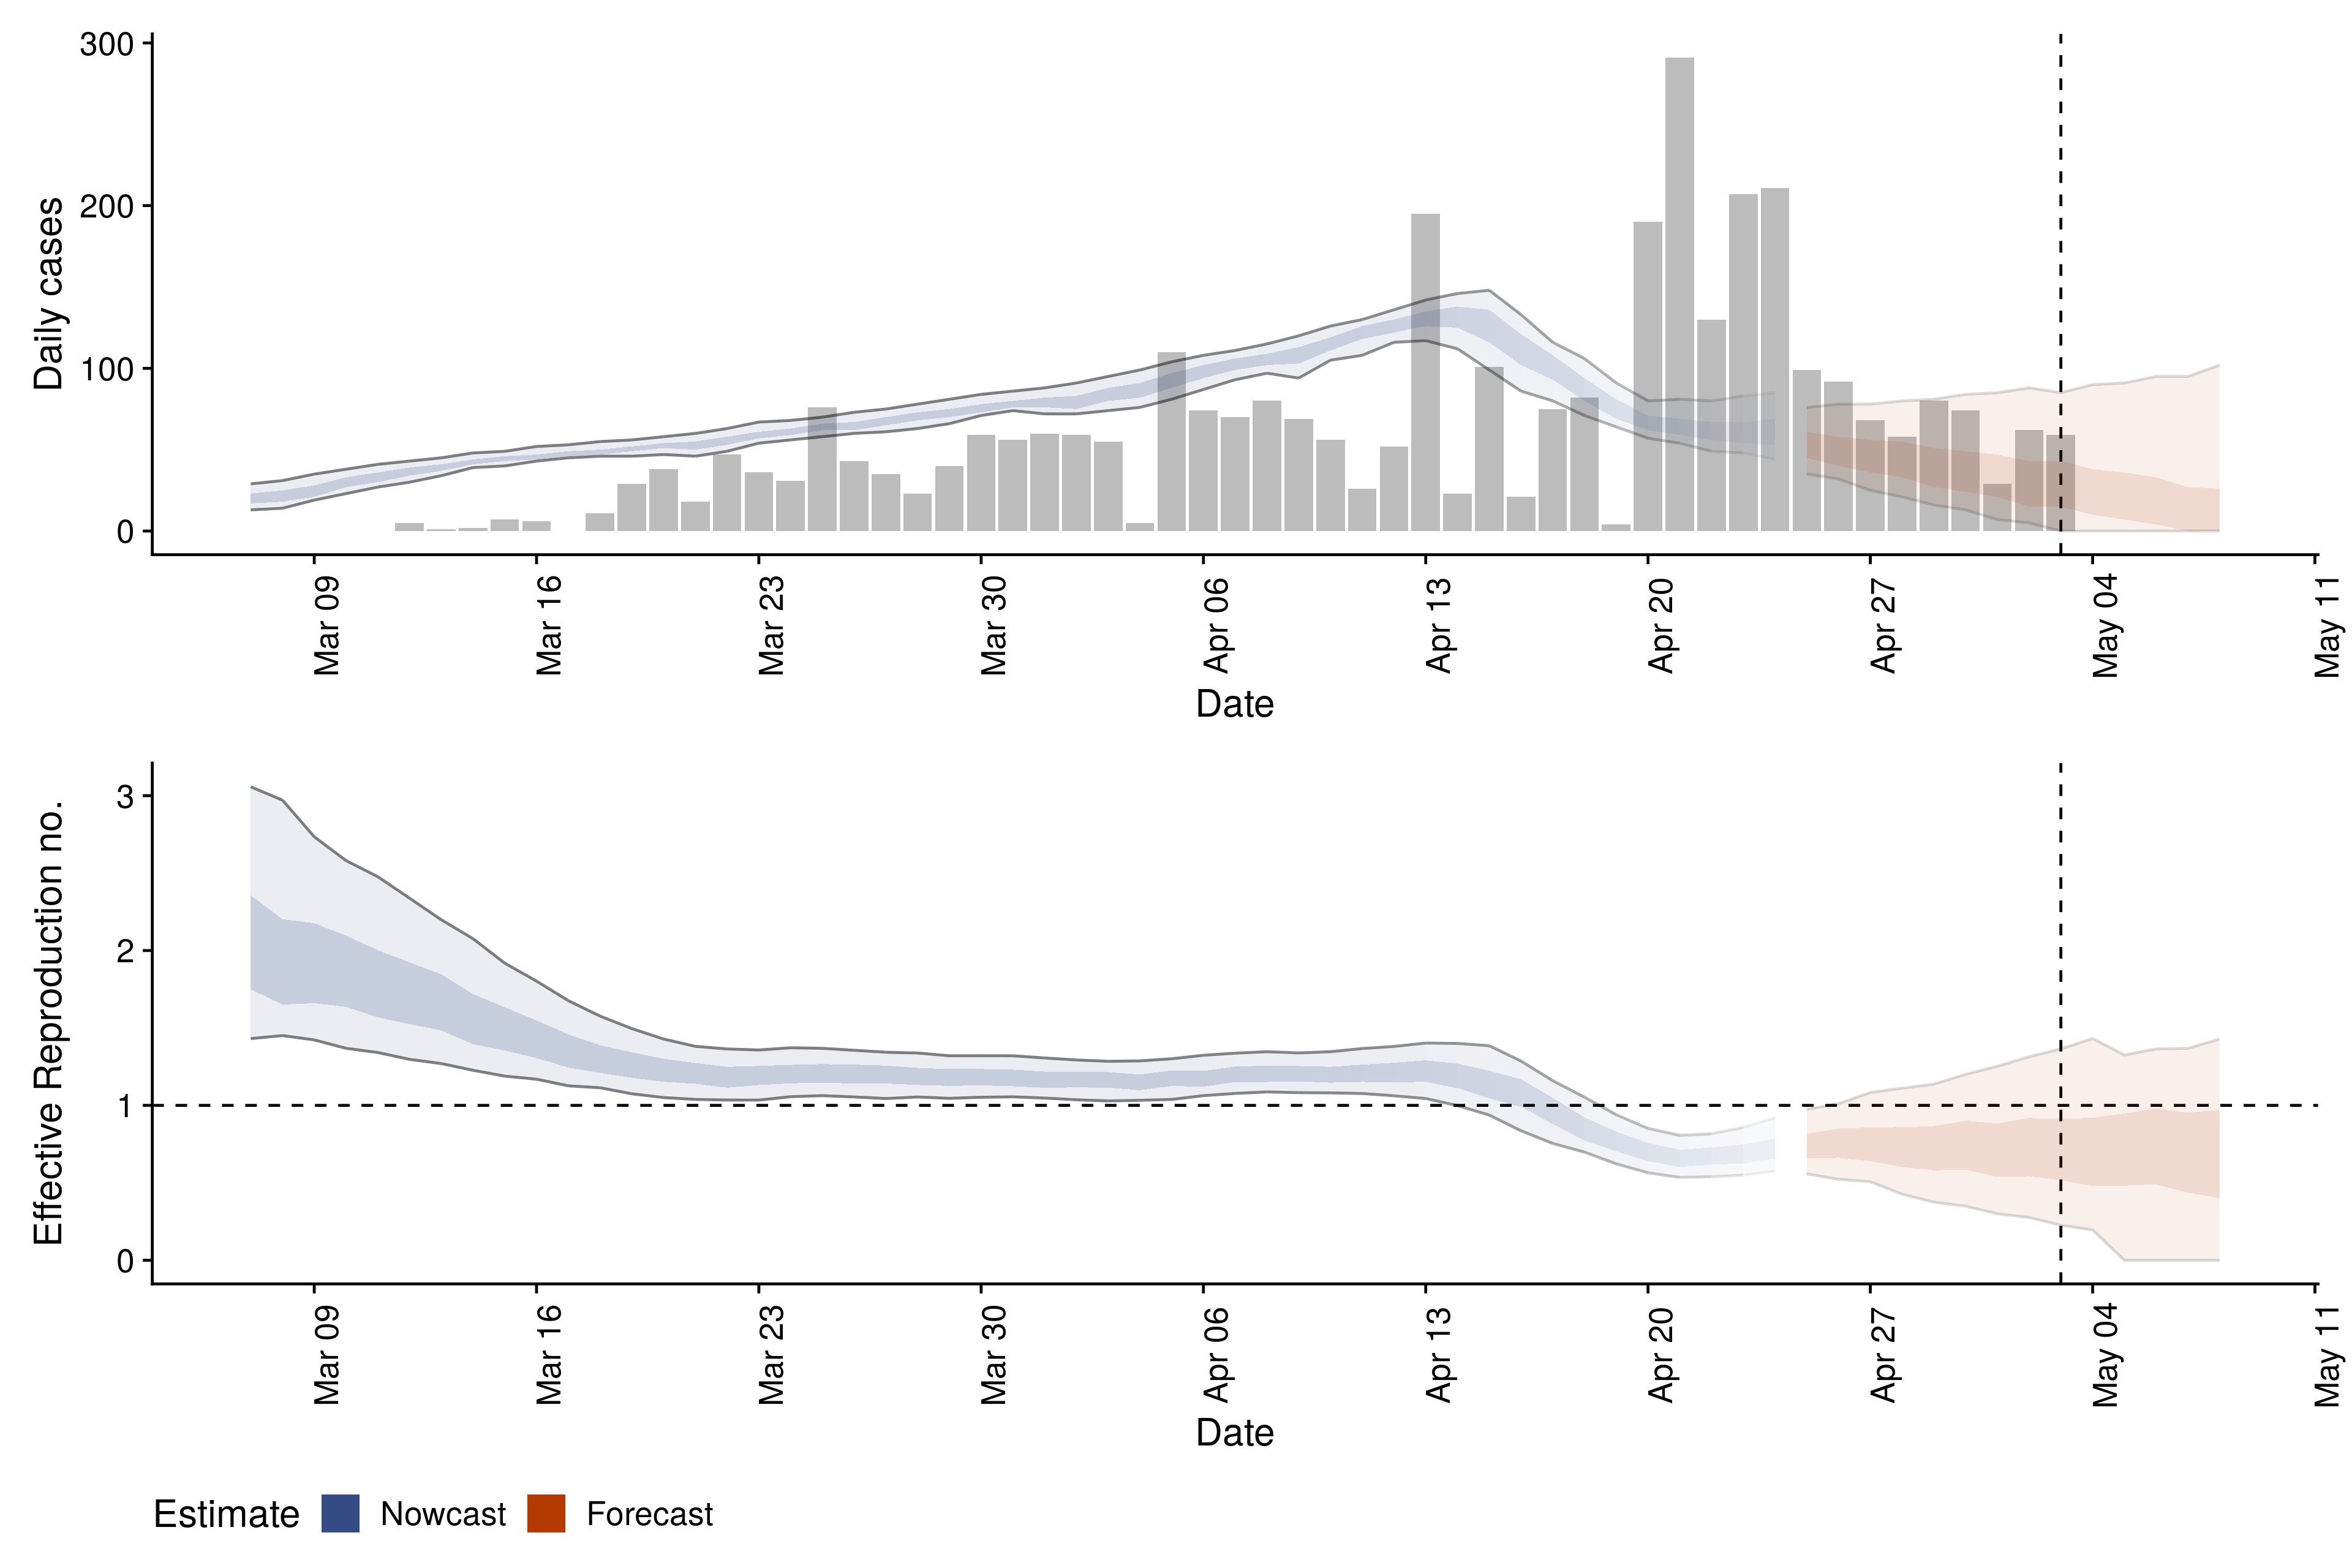 300
200
100
0
Daily cases
Mar 09
Mar 16
Mar 23
Mar 30
Apr 06
Apr 13
Apr 20
Apr 27
May 04
May 11
Date
3
2
1
0
Effective Reproduction no.
Mar 09
Mar 16
Mar 23
Mar 30
Apr 06
Apr 13
Apr 20
Apr 27
May 04
May 11
Date
Estimate Nowcast Forecast